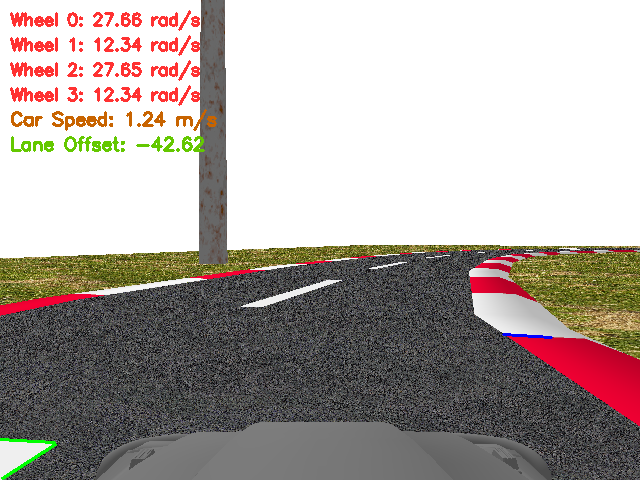 Wheel 0: 27.66 rad/s
Wheel 1: 12.34 rad/s
Wheel 2: 27.65 rad/s
Wheel 3: 12.34 rad/s
Car Speed: 1.24 m/s
Lane Offset: -42.62